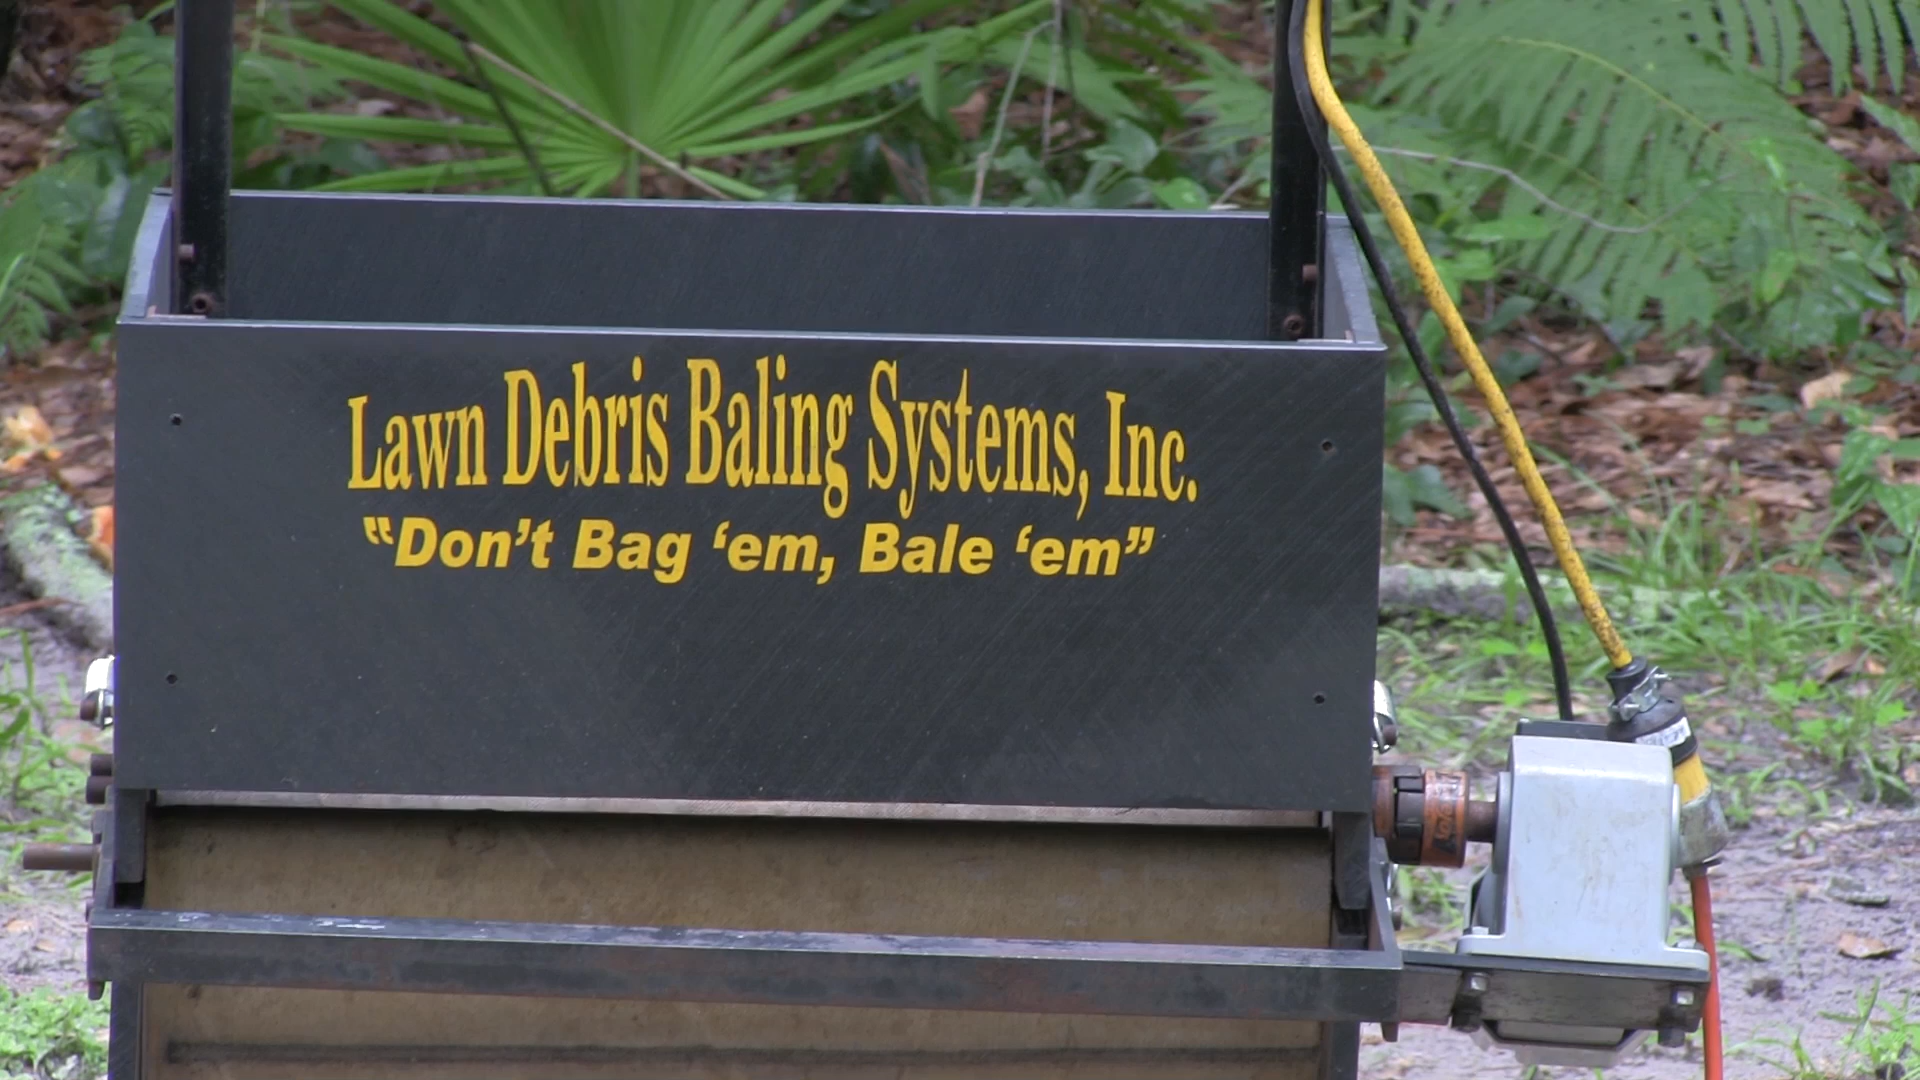 Lawn Debris Baling Systems, Inc.
“Don’t Bag ‘em, Bale ‘em”